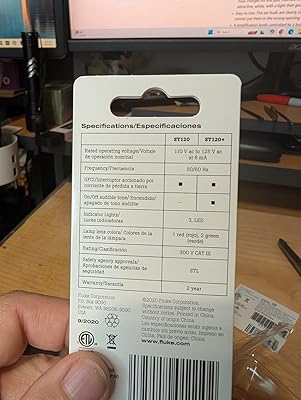 Specifications/Especificaciones
ST120 ST120+
Rated operating voltage/Voltaje 110 V ac to 125 V ac
de operación nominal at 6 mA
Frequency/Frecuencia 50/60 Hz
GFCI/Interruptor accionado por ■ ■
corriente de pérdida a tierra
On/Off audible tone/ Encendido/ – ■
apagado de tono audible
Indicator Lights/ 3, LED
Luces indicadoras
Lamp lens colors/ Colores de la 1 red (rojo), 2 green
lente de la lámpara (verde)
Rating/Clasificación 300 V CAT III
Safety agency approvals/ ETL
Aprobaciones de agencias de
seguridad
Warranty/Garantía 2 year
Fluke Corporation
P.O. Box 9090
Everett, WA 98206-9090
USA
9/2020
©2020 Fluke Corporation.
Specifications subject to change
without notice. Printed in China.
Country of origin China.
Las especificaciones están sujetas
a cambios sin previo aviso.
Impreso en China.
País de origen: China.
www.fluke.com